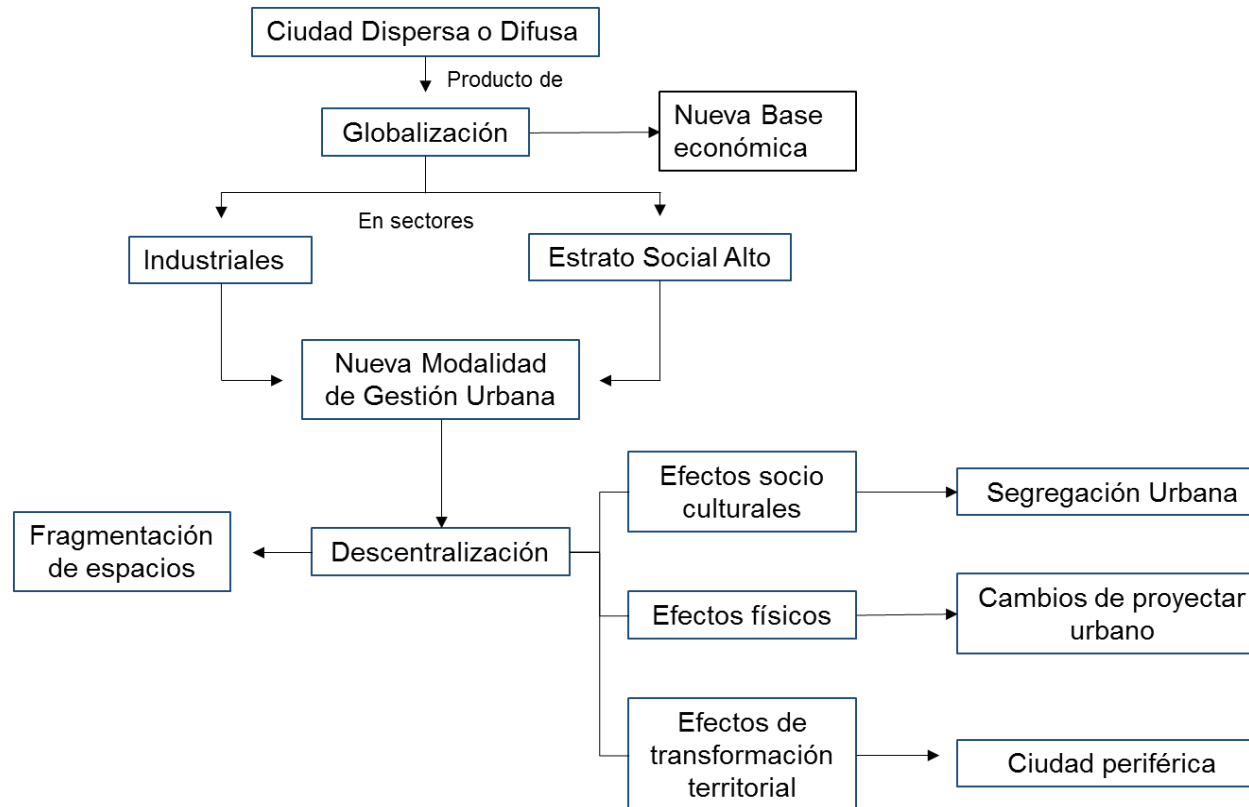 Ciudad Dispersa o Difusa
Producto de
Globalización
Nueva Base
económica
En sectores
Industriales
Estrato Social Alto
Nueva Modalidad
de Gestión Urbana
Fragmentación
de espacios
Descentralización
Efectos socio
culturales
Segregación Urbana
Efectos físicos
Cambios de proyectar
urbano
Efectos de
transformación
territorial
Ciudad periférica